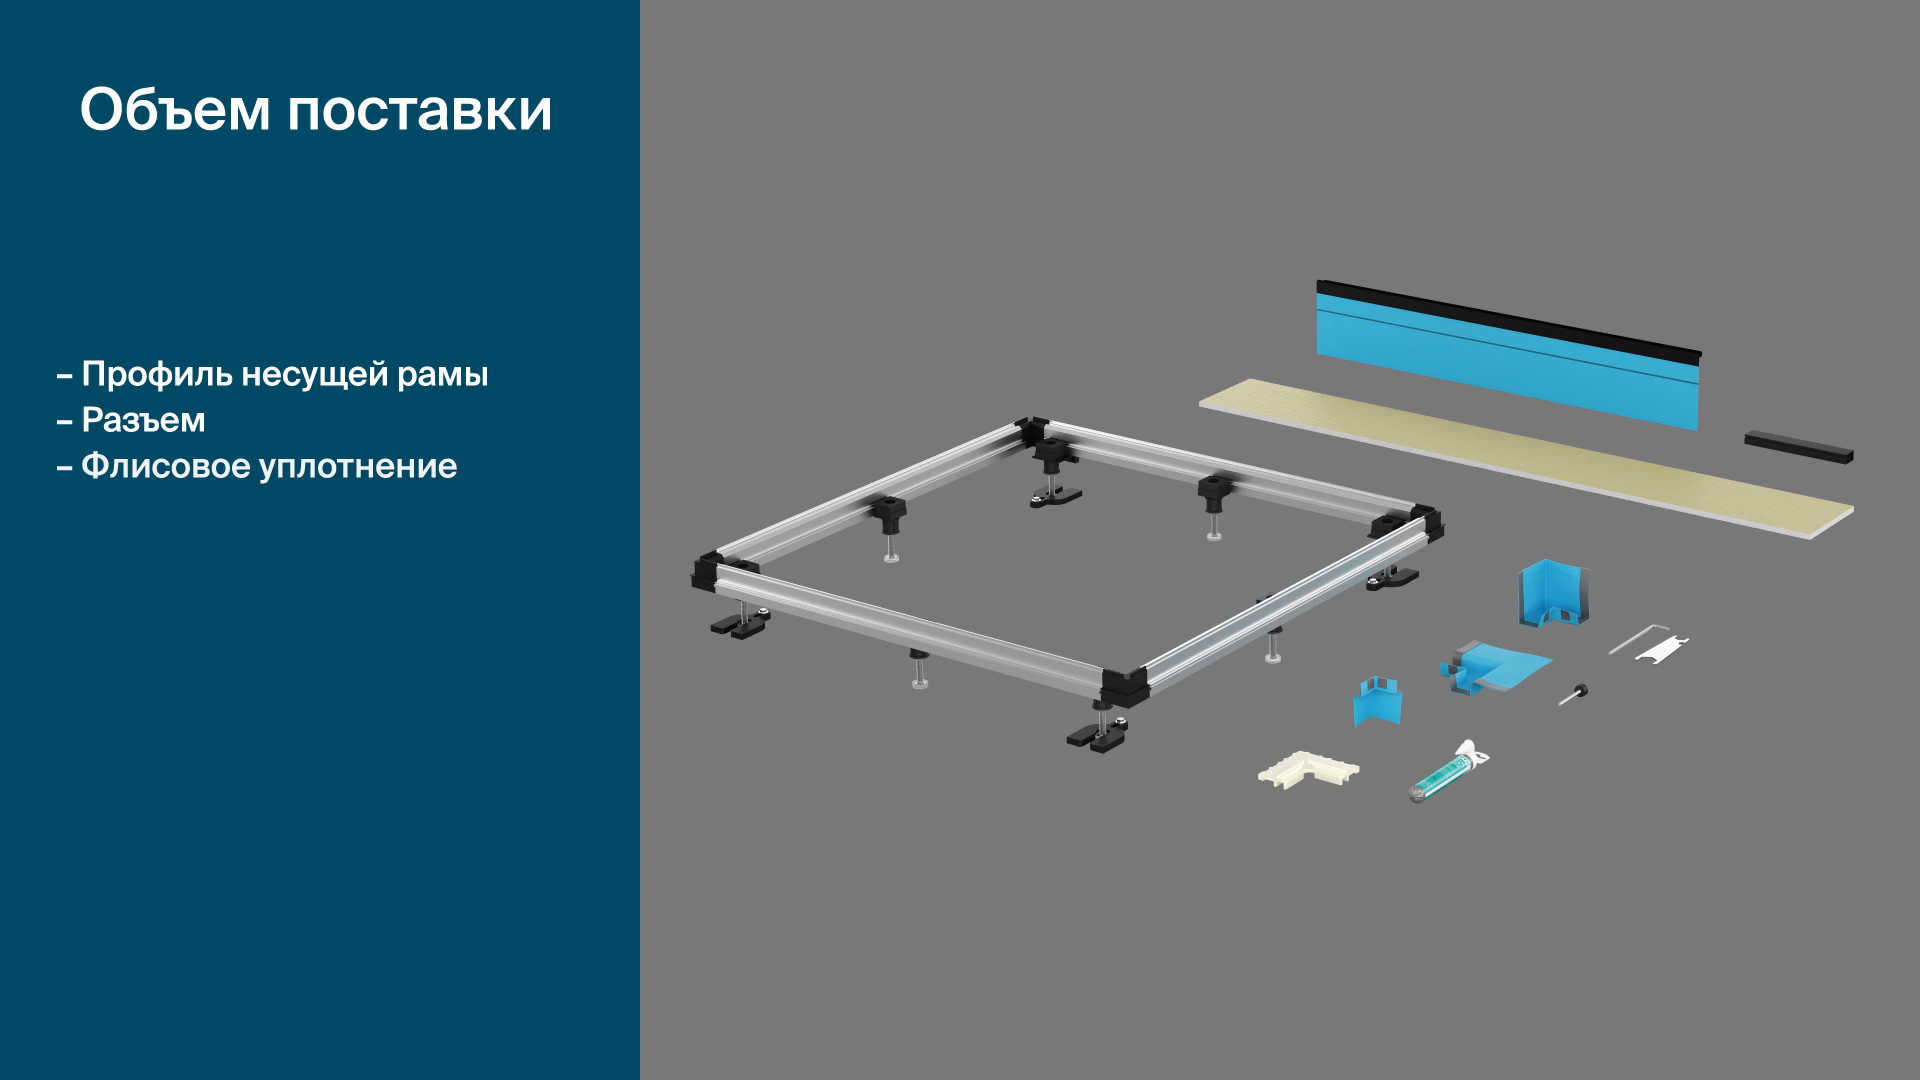 Объем поставки
– Профиль несущей рамы
– Разъем
– Флисовое уплотнение